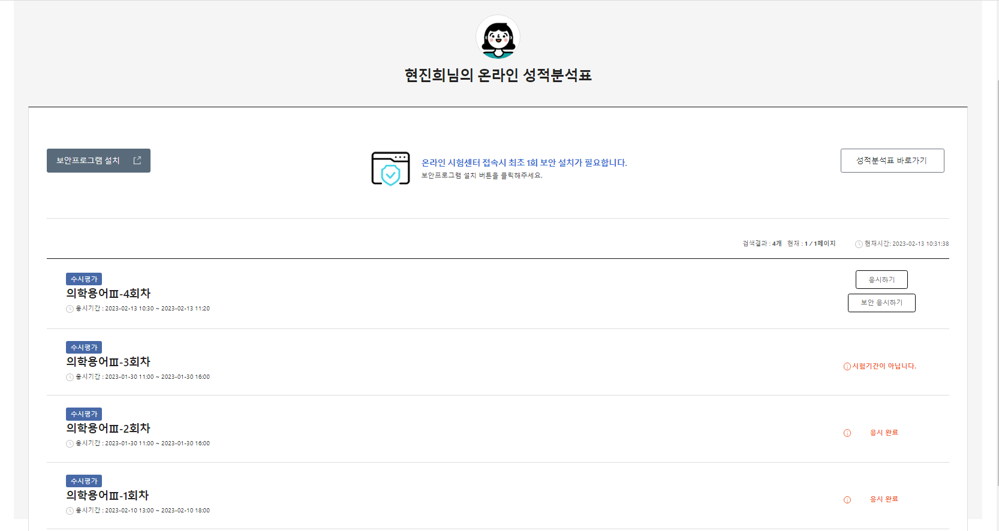 현진희님의 온라인 성적분석표
보안프로그램 설치
온라인 시험센터 접속시 최초 1회 보안 설치가 필요합니다.
보안프로그램 설치 버튼을 클릭해주세요.
성적분석표 바로가기
검색결과 : 4개 현재 : 1 / 1페이지 현재시간: 2023-02-13 10:31:38
수시평가
의학용어Ⅲ-4회차
응시기간 : 2023-02-13 10:30 ~ 2023-02-13 11:20
응시하기
보안 응시하기
수시평가
의학용어Ⅲ-3회차
응시기간 : 2023-01-30 11:00 ~ 2023-01-30 16:00
시험기간이 아닙니다.
수시평가
의학용어Ⅲ-2회차
응시기간 : 2023-01-30 11:00 ~ 2023-01-30 16:00
응시 완료
수시평가
의학용어Ⅲ-1회차
응시기간 : 2023-02-10 13:00 ~ 2023-02-10 18:00
응시 완료